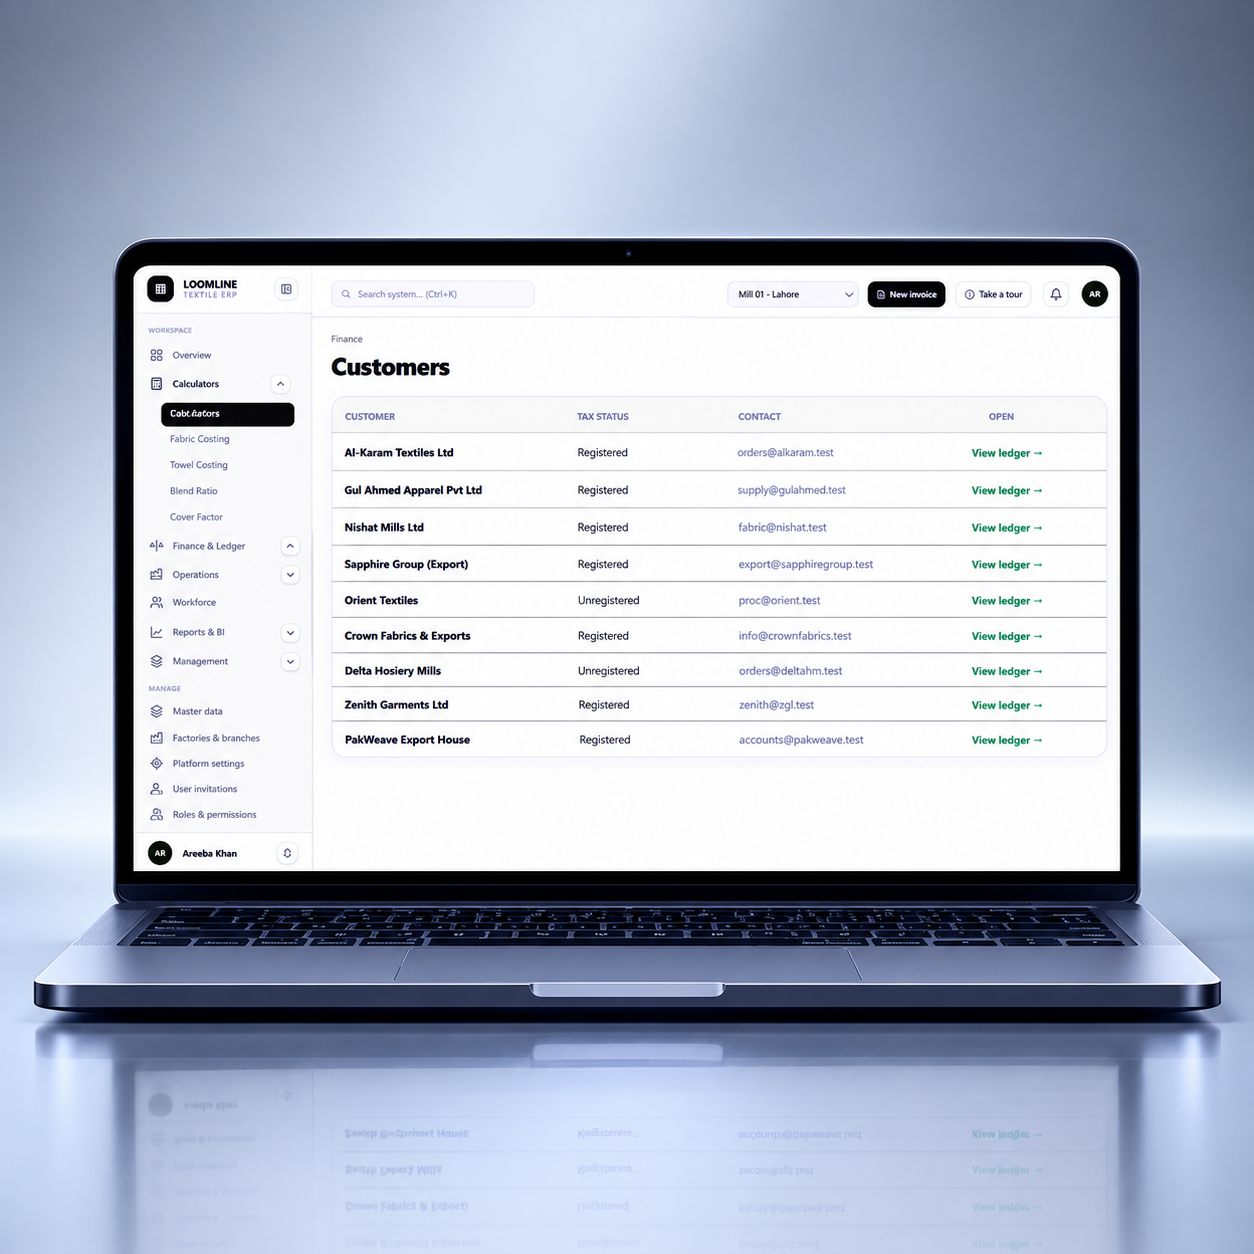 LOOMLINE
TEXTILE ERP
Search system... (Ctrl+K)
Mill 01 - Lahore
New invoice
Take a tour
AR
WORKSPACE
Overview
Calculators
Fabric Costing
Towel Costing
Blend Ratio
Cover Factor
Finance & Ledger
Operations
Workforce
Reports & BI
Management
MANAGE
Master data
Factories & branches
Platform settings
User invitations
Roles & permissions
AR Areeba Khan
Finance
Customers
CUSTOMER TAX STATUS CONTACT OPEN
Al-Karam Textiles Ltd Registered orders@alkaram.test View ledger →
Gul Ahmed Apparel Pvt Ltd Registered supply@gulahmed.test View ledger →
Nishat Mills Ltd Registered fabric@nishat.test View ledger →
Sapphire Group (Export) Registered export@sapphiregroup.test View ledger →
Orient Textiles Unregistered proc@orient.test View ledger →
Crown Fabrics & Exports Registered info@crownfabrics.test View ledger →
Delta Hosiery Mills Unregistered orders@deltahm.test View ledger →
Zenith Garments Ltd Registered zenith@zgl.test View ledger →
PakWeave Export House Registered accounts@pakweave.test View ledger →